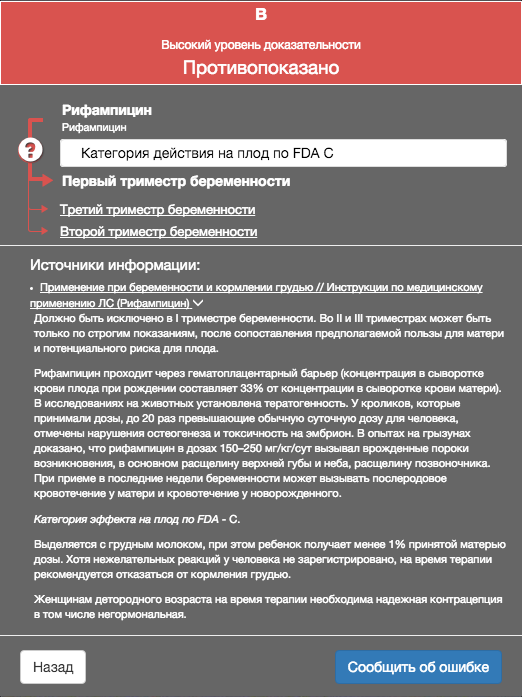 B
Высокий уровень доказательности
Противопоказано
Рифампицин
Рифампицин
?
Категория действия на плод по FDA C
Первый триместр беременности
Третий триместр беременности
Второй триместр беременности
Источники информации:
• Применение при беременности и кормлении грудью // Инструкции по медицинскому
применению ЛС (Рифампицин)
Должно быть исключено в I триместре беременности. Во II и III триместрах может быть
только по строгим показаниям, после сопоставления предполагаемой пользы для матери
и потенциального риска для плода.
Рифампицин проходит через гематоплацентарный барьер (концентрация в сыворотке
крови плода при рождении составляет 33% от концентрации в сыворотке крови матери).
В исследованиях на животных установлена тератогенность. У кроликов, которые
принимали дозы, до 20 раз превышающие обычную суточную дозу для человека,
отмечены нарушения остеогенеза и токсичность на эмбрион. В опытах на грызунах
доказано, что рифампицин в дозах 150–250 мг/кг/сут вызывал врожденные пороки
возникновения, в основном расщелину верхней губы и неба, расщелину позвоночника.
При приеме в последние недели беременности может вызывать послеродовое
кровотечение у матери и кровотечение у новорожденного.
Категория эффекта на плод по FDA - C.
Выделяется с грудным молоком, при этом ребенок получает менее 1% принятой матерью
дозы. Хотя нежелательных реакций у человека не зарегистрировано, на время терапии
рекомендуется отказаться от кормления грудью.
Женщинам детородного возраста на время терапии необходима надежная контрацепция
в том числе негормональная.
Назад
Сообщить об ошибке